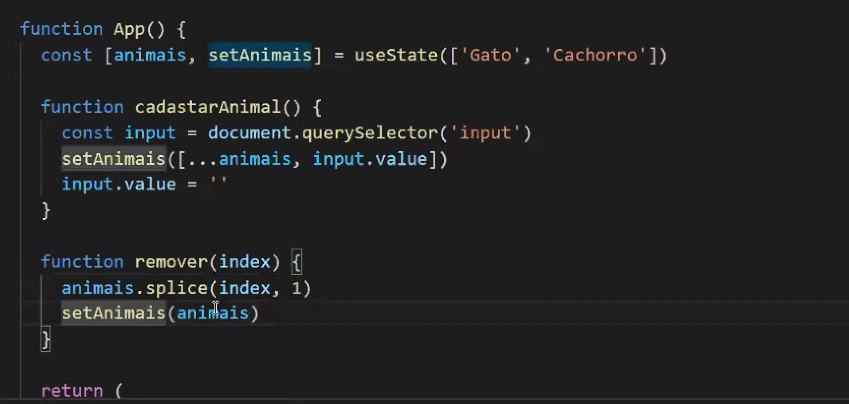 function App() {
const [animais, setAnimais] = useState(['Gato', 'Cachorro'])
function cadastarAnimal() {
const input = document.querySelector('input')
setAnimais([...animais, input.value])
input.value = ''
}
function remover(index) {
animais.splice(index, 1)
setAnimais(animais)
}
return (